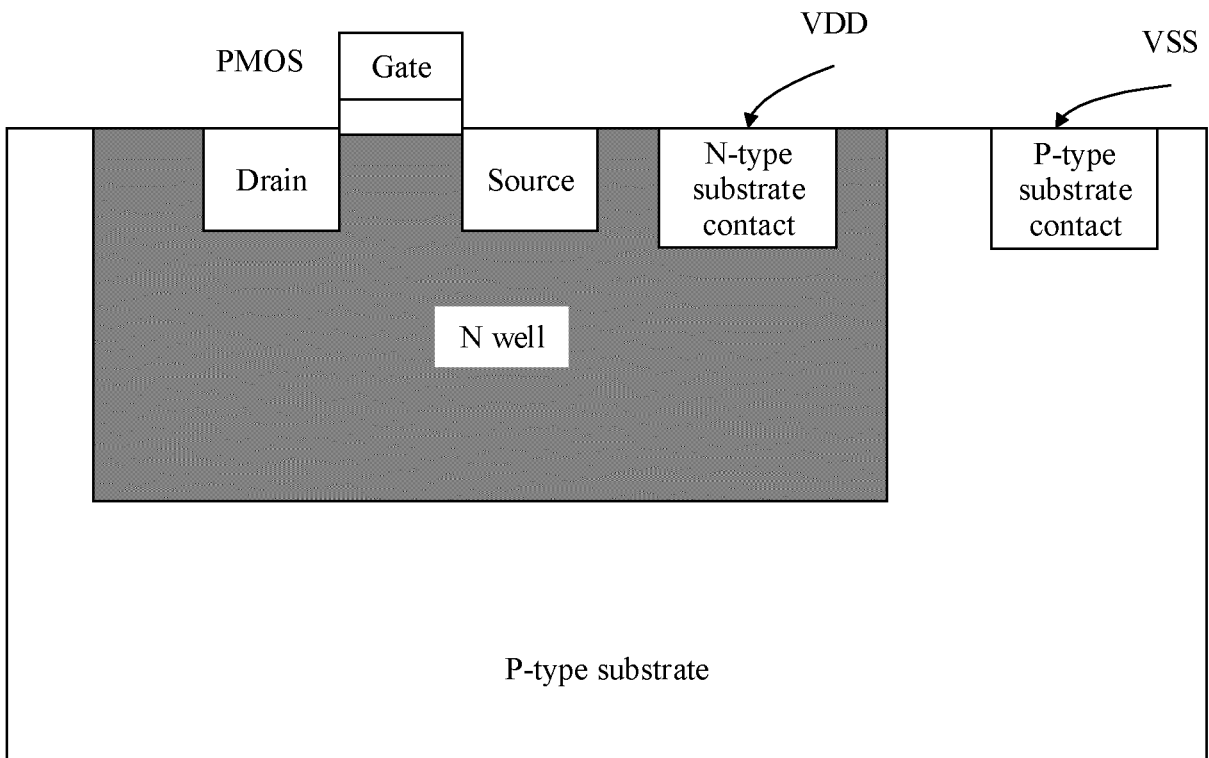 VDD
VSS
PMOS
Gate
Drain
Source
N-type
substrate
contact
P-type
substrate
contact
N well
P-type substrate